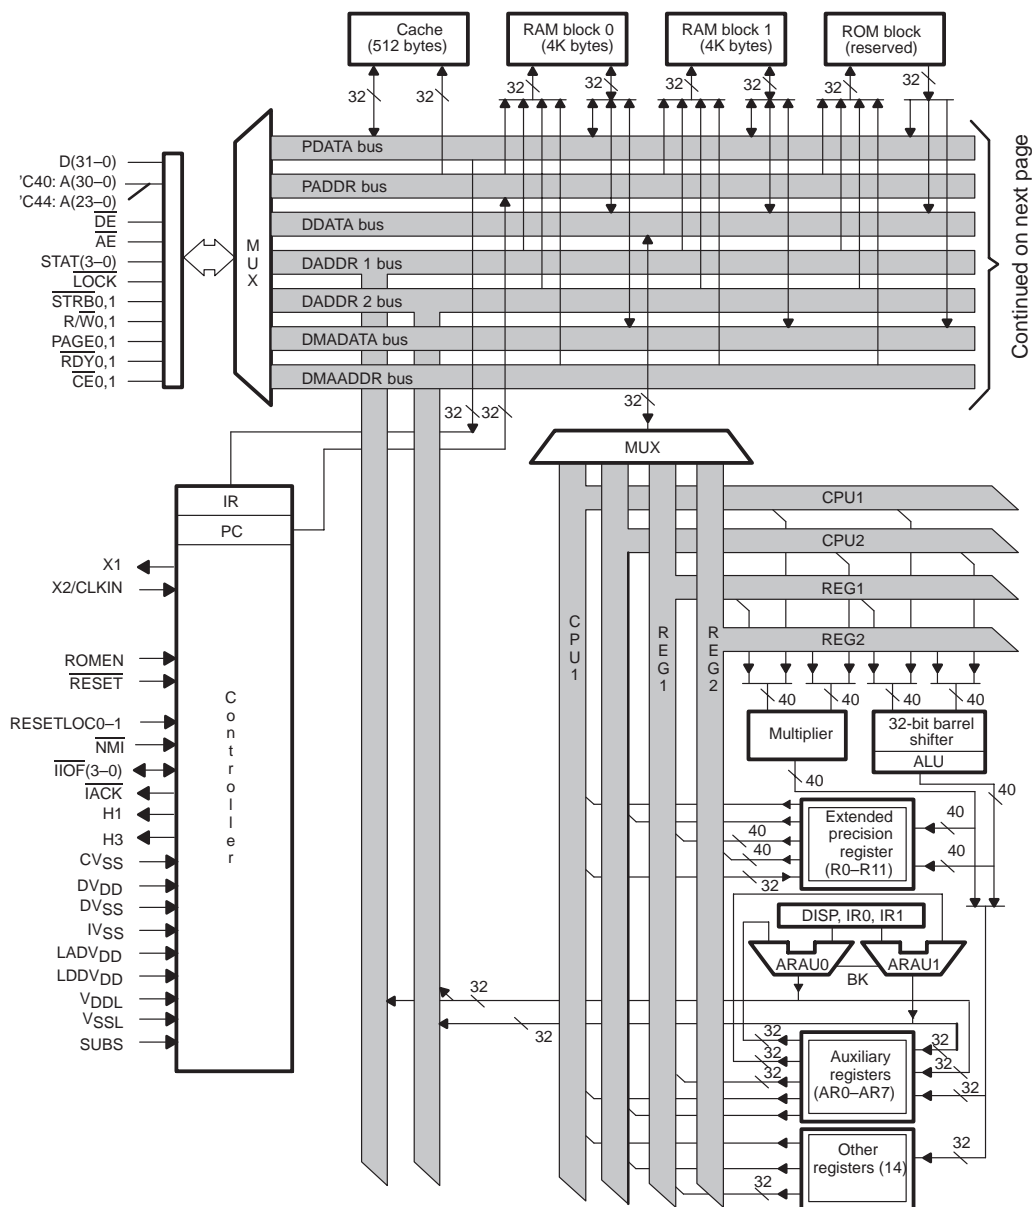 Cache
(512 bytes)
RAM block 0
(4K bytes)
RAM block 1
(4K bytes)
ROM block
(reserved)
32
32
32
32
32
32
32
32
PDATA bus
PADDR bus
DDATA bus
DADDR 1 bus
DADDR 2 bus
DMADATA bus
DMAADDR bus
MUX
D(31–0)
'C40: A(30–0)
'C44: A(23–0)
DE
AE
STAT(3–0)
LOCK
STRB0,1
R/W0,1
PAGE0,1
RDY0,1
CE0,1
Continued on next page
32
32
32
MUX
IR
PC
Controller
X1
X2/CLKIN
ROMEN
RESET
RESETLOC0–1
NMI
IIOF(3–0)
IACK
H1
H3
CVSS
DVDD
DVSS
IVSS
LADVDD
LDDVDD
VDDL
VSSL
SUBS
CPU1
CPU2
REG1
REG2
CPU1
REG1
REG2
40
40
40
40
Multiplier
32-bit barrel
shifter
ALU
40
40
Extended
precision
register
(R0–R11)
40
40
40
40
32
DISP, IR0, IR1
ARAU0
BK
ARAU1
32
32
32
32
32
Auxiliary
registers
(AR0–AR7)
32
32
32
Other
registers (14)
32
32